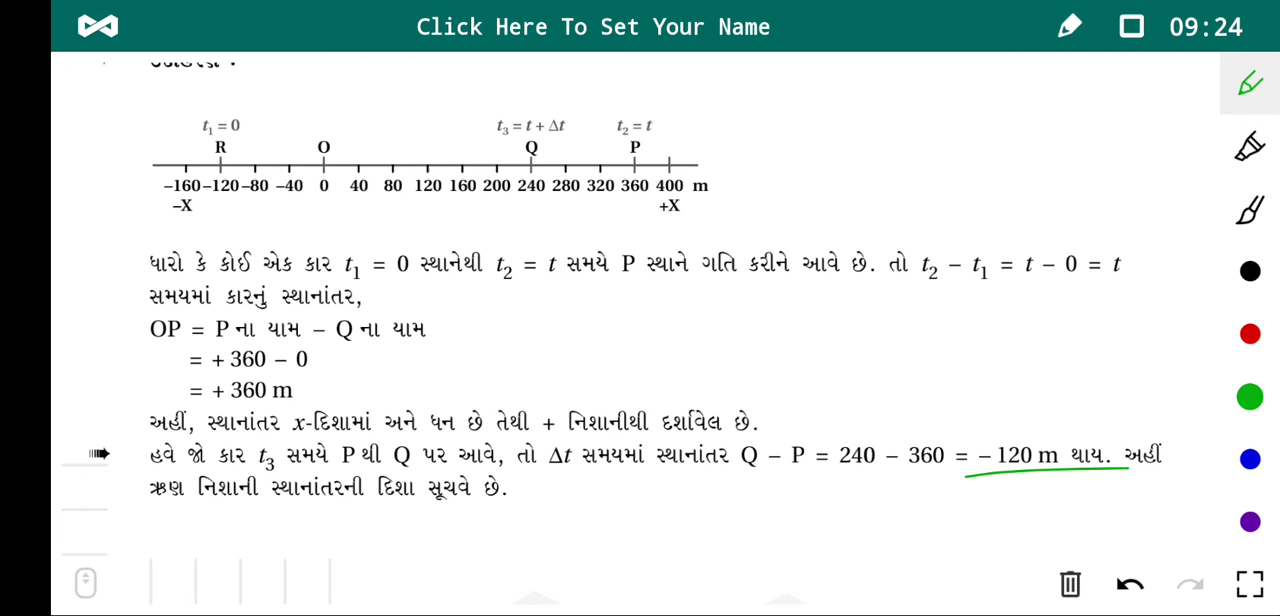 Click Here To Set Your Name
09:24
t₁ = 0 t₃ = t + Δt t₂ = t
R O Q P
–160 –120 –80 –40 0 40 80 120 160 200 240 280 320 360 400 m
–X +X
ધારો કે કોઈ એક કાર t₁ = 0 સ્થાનેથી t₂ = t સમયે P સ્થાને ગતિ કરીને આવે છે. તો t₂ – t₁ = t – 0 = t
સમયમાં કારનું સ્થાનાંતર,
OP = P ના યામ – Q ના યામ
= + 360 – 0
= + 360 m
અહીં, સ્થાનાંતર x-દિશામાં અને ધન છે તેથી + નિશાનીથી દર્શાવેલ છે.
હવે જો કાર t₃ સમયે P થી Q પર આવે, તો Δt સમયમાં સ્થાનાંતર Q – P = 240 – 360 = – 120 m થાય. અહીં
ઋણ નિશાની સ્થાનાંતરની દિશા સૂચવે છે.